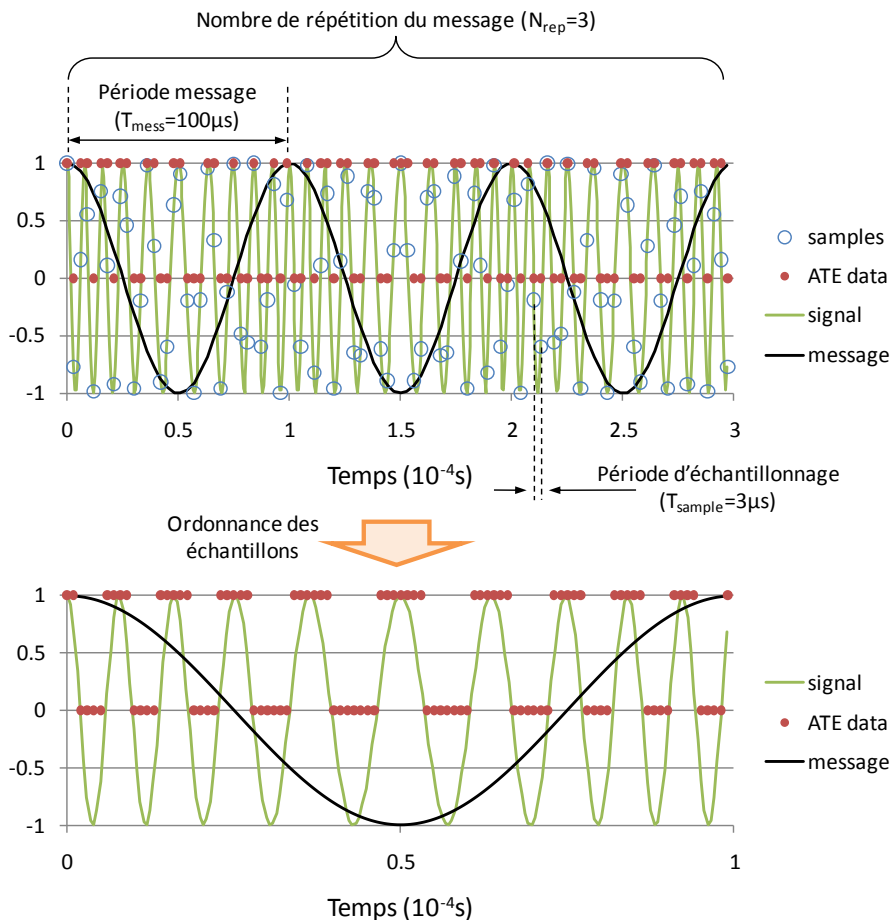 Nombre de répétition du message (Nrep=3)
Période message
(Tmess=100µs)
1
0.5
0
-0.5
-1
0
0.5
1
1.5
2
2.5
3
samples
ATE data
signal
message
Temps (10-4s)
Période d'échantillonnage
(Tsample=3µs)
Ordonnance des
échantillons
1
0.5
0
-0.5
-1
0
0.5
1
signal
ATE data
message
Temps (10-4s)